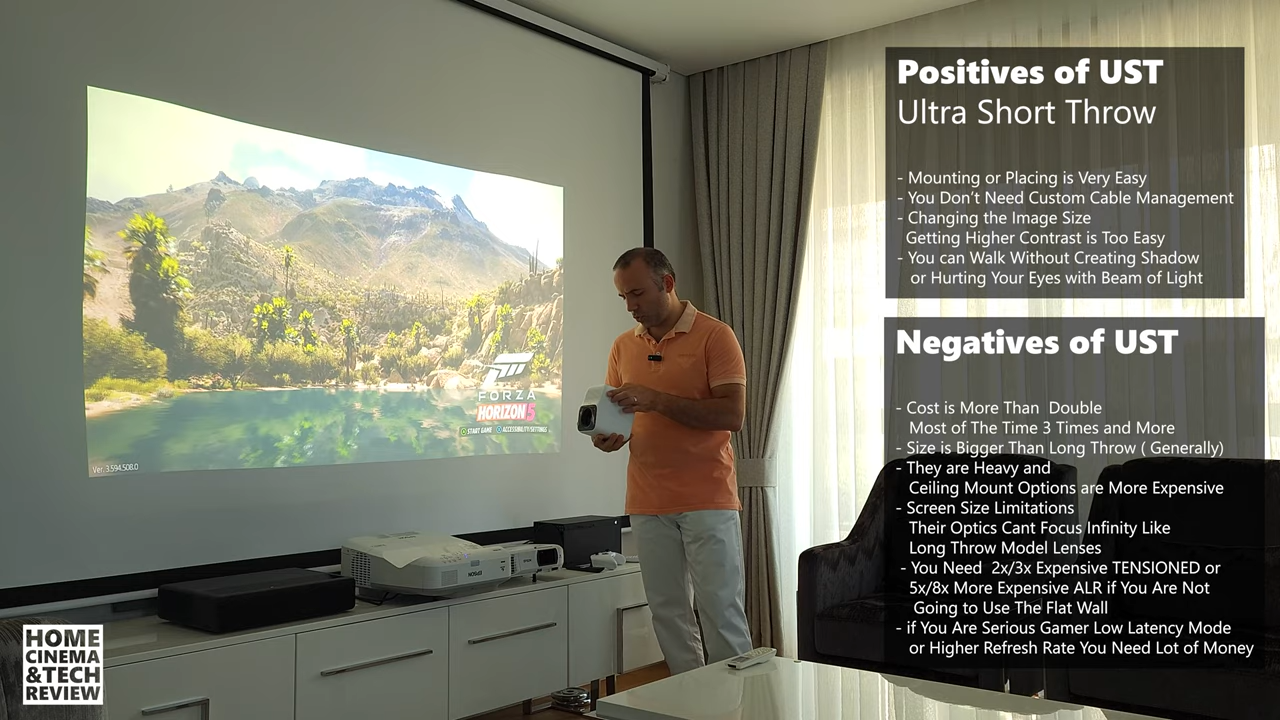 Positives of UST
Ultra Short Throw
- Mounting or Placing is Very Easy
- You Don't Need Custom Cable Management
- Changing the Image Size
Getting Higher Contrast is Too Easy
- You can Walk Without Creating Shadow
or Hurting Your Eyes with Beam of Light
Negatives of UST
- Cost is More Than Double
Most of The Time 3 Times and More
- Size is Bigger Than Long Throw ( Generally)
- They are Heavy and
Ceiling Mount Options are More Expensive
- Screen Size Limitations
Their Optics Cant Focus Infinity Like
Long Throw Model Lenses
- You Need 2x/3x Expensive TENSIONED or
5x/8x More Expensive ALR if You Are Not
Going to Use The Flat Wall
- if You Are Serious Gamer Low Latency Mode
or Higher Refresh Rate You Need Lot of Money
FORZA
HORIZON 5
START GAME ACCESSIBILITY/SETTINGS
Ver. 3.594.508.0
EPSON
HOME
CINEMA
&TECH
REVIEW